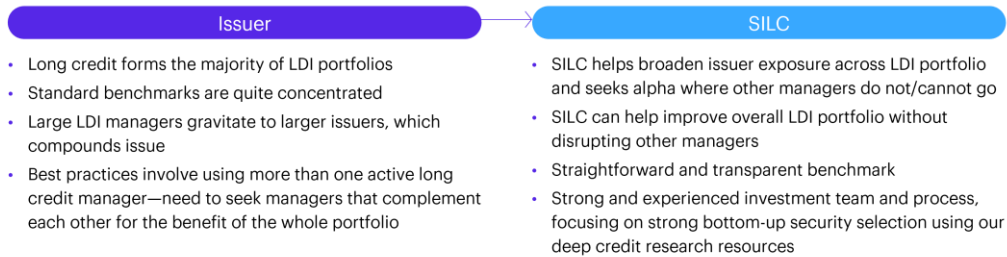 Issuer
• Long credit forms the majority of LDI portfolios
• Standard benchmarks are quite concentrated
• Large LDI managers gravitate to larger issuers, which
compounds issue
• Best practices involve using more than one active long
credit manager—need to seek managers that complement
each other for the benefit of the whole portfolio
SILC
• SILC helps broaden issuer exposure across LDI portfolio
and seeks alpha where other managers do not/cannot go
• SILC can help improve overall LDI portfolio without
disrupting other managers
• Straightforward and transparent benchmark
• Strong and experienced investment team and process,
focusing on strong bottom-up security selection using our
deep credit research resources